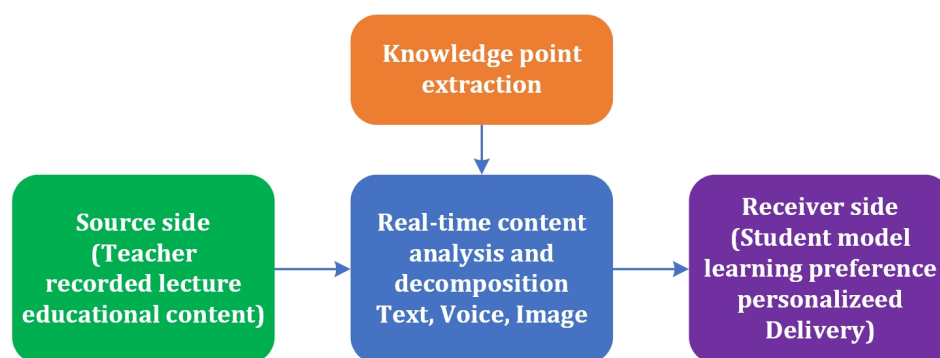 Knowledge point
extraction
Source side
(Teacher
recorded lecture
educational content)
Real-time content
analysis and
decomposition
Text, Voice, Image
Receiver side
(Student model
learning preference
personalizeed
Delivery)